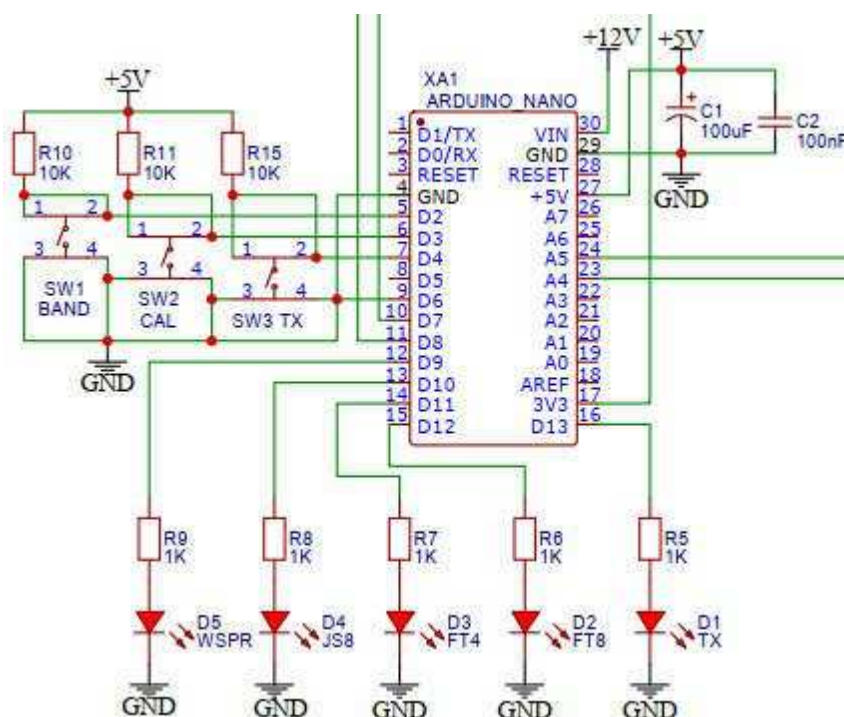 +12V
+5V
XA1
ARDUINO_NANO
+5V
C1
100uF
C2
100nF
R10
10K
R11
10K
R15
10K
1 D1/TX
2 D0/RX
3 RESET
4 GND
5 D2
6 D3
7 D4
8 D5
9 D6
10 D7
11 D8
12 D9
13 D10
14 D11
15 D12
VIN 30
GND 29
RESET 28
+5V 27
A7 26
A6 25
A5 24
A4 23
A3 22
A2 21
A1 20
A0 19
AREF 18
3V3 17
D13 16
GND
1 2
3 4
SW1
BAND
1 2
3 4
SW2
CAL
1 2
3 4
SW3 TX
GND
R9
1K
R8
1K
R7
1K
R6
1K
R5
1K
D5
WSPR
D4
JS8
D3
FT4
D2
FT8
D1
TX
GND
GND
GND
GND
GND